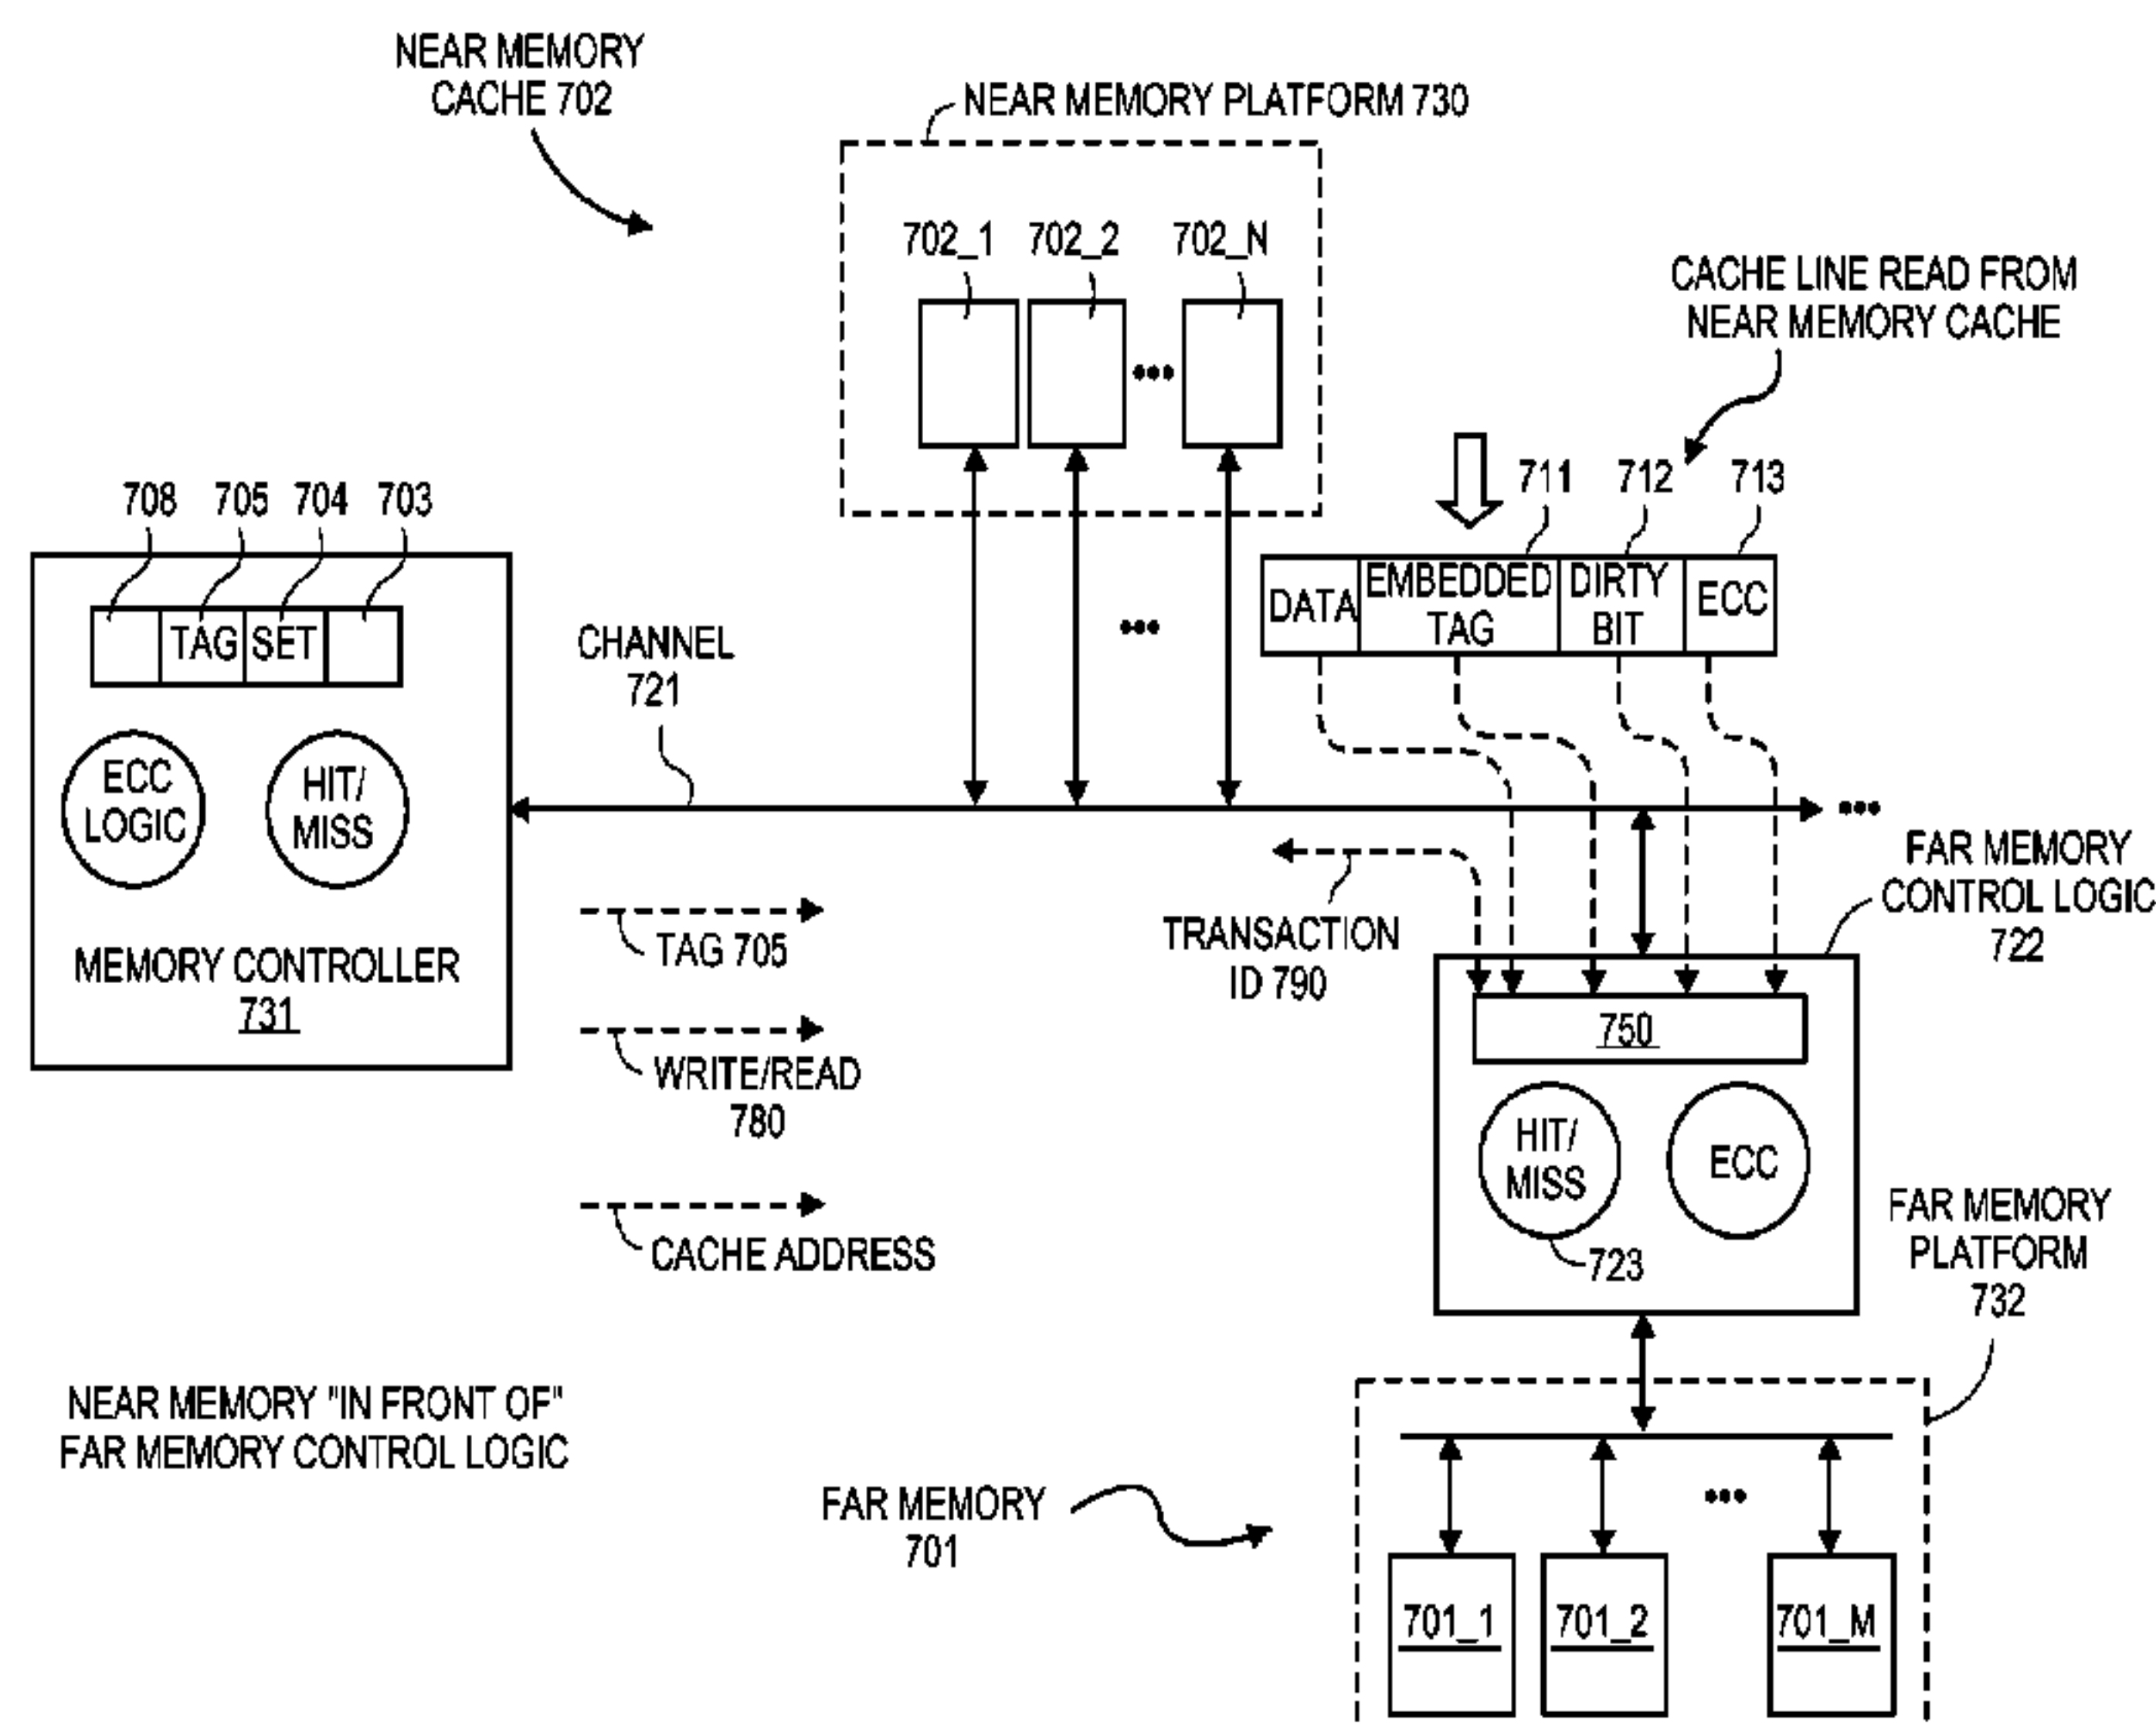 NEAR MEMORY
CACHE 702
NEAR MEMORY PLATFORM 730
702_1 702_2 702_N
CACHE LINE READ FROM
NEAR MEMORY CACHE
708 705 704 703
711 712 713
TAG SET
DATA EMBEDDED TAG DIRTY BIT ECC
CHANNEL
721
ECC
LOGIC
HIT/
MISS
MEMORY CONTROLLER
731
TAG 705
WRITE/READ
780
CACHE ADDRESS
TRANSACTION
ID 790
FAR MEMORY
CONTROL LOGIC
722
750
HIT/
MISS
ECC
723
FAR MEMORY
PLATFORM
732
NEAR MEMORY "IN FRONT OF"
FAR MEMORY CONTROL LOGIC
FAR MEMORY
701
701_1 701_2 701_M